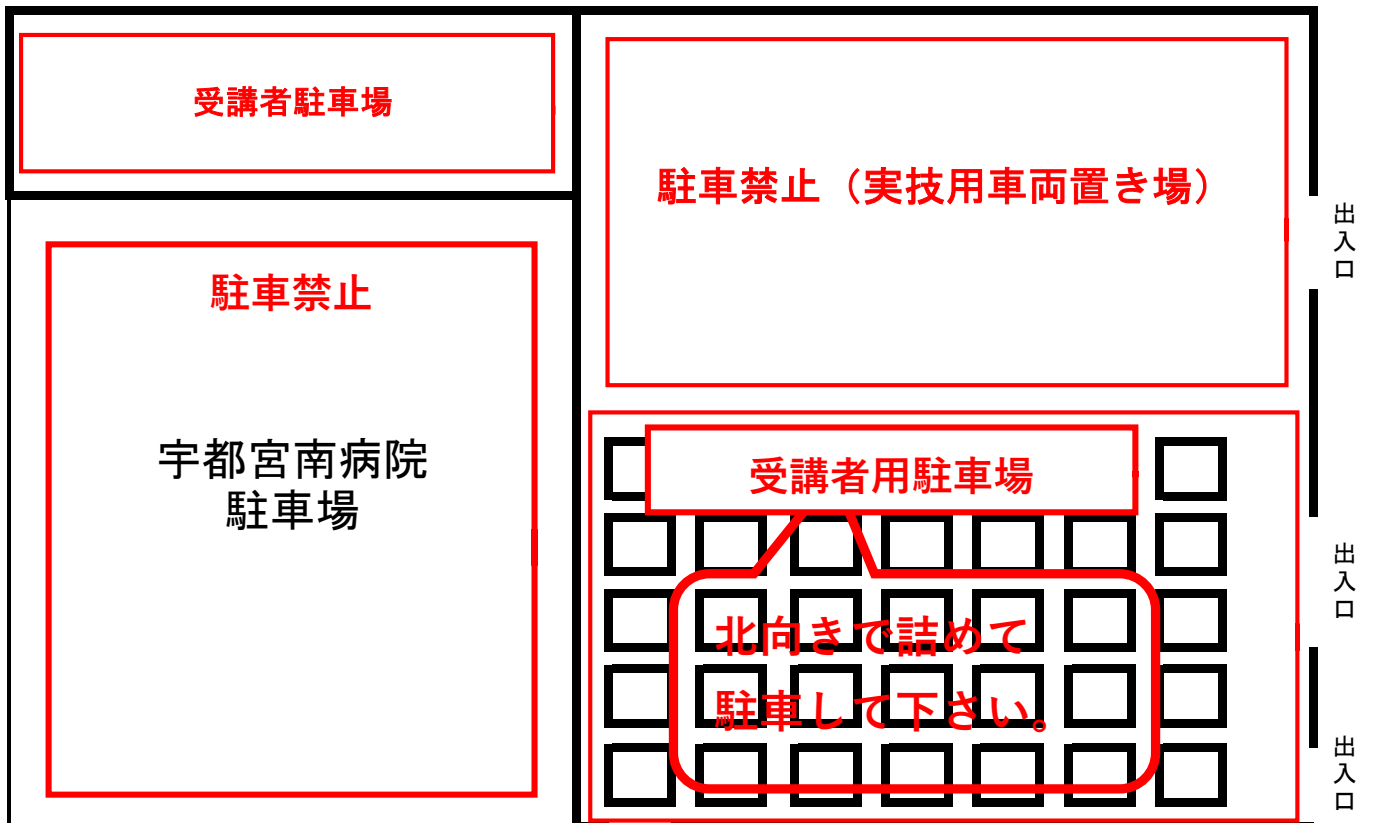 受講者駐車場
駐車禁止（実技用車両置き場）
出入口
駐車禁止
宇都宮南病院
駐車場
受講者用駐車場
出入口
北向きで詰めて
駐車して下さい。
出入口